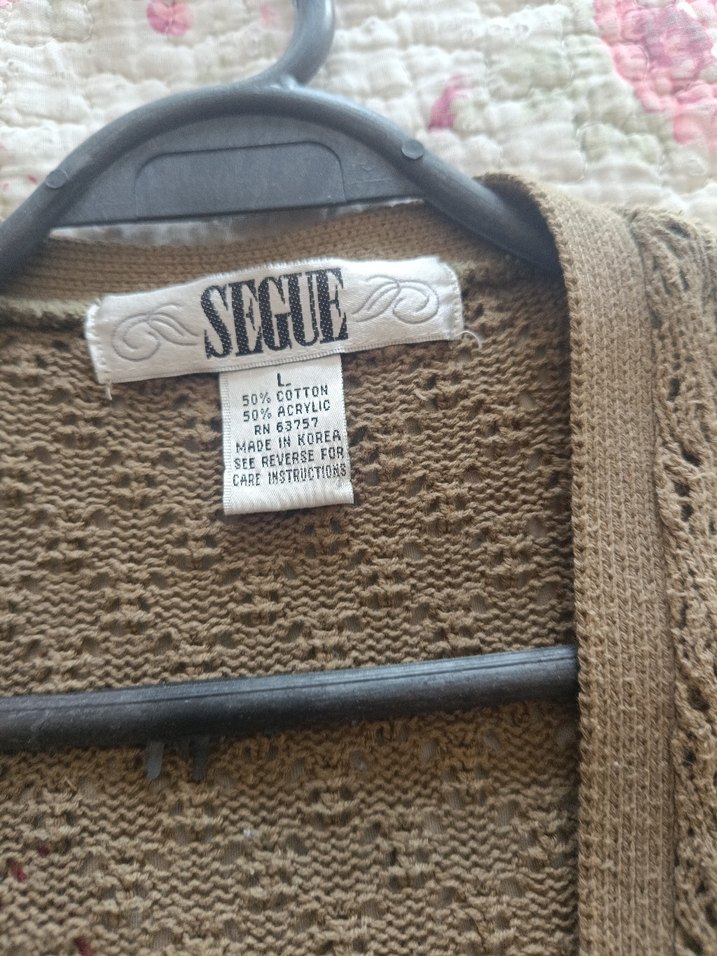 SEGUE
L
50% COTTON
50% ACRYLIC
RN 63757
MADE IN KOREA
SEE REVERSE FOR
CARE INSTRUCTIONS